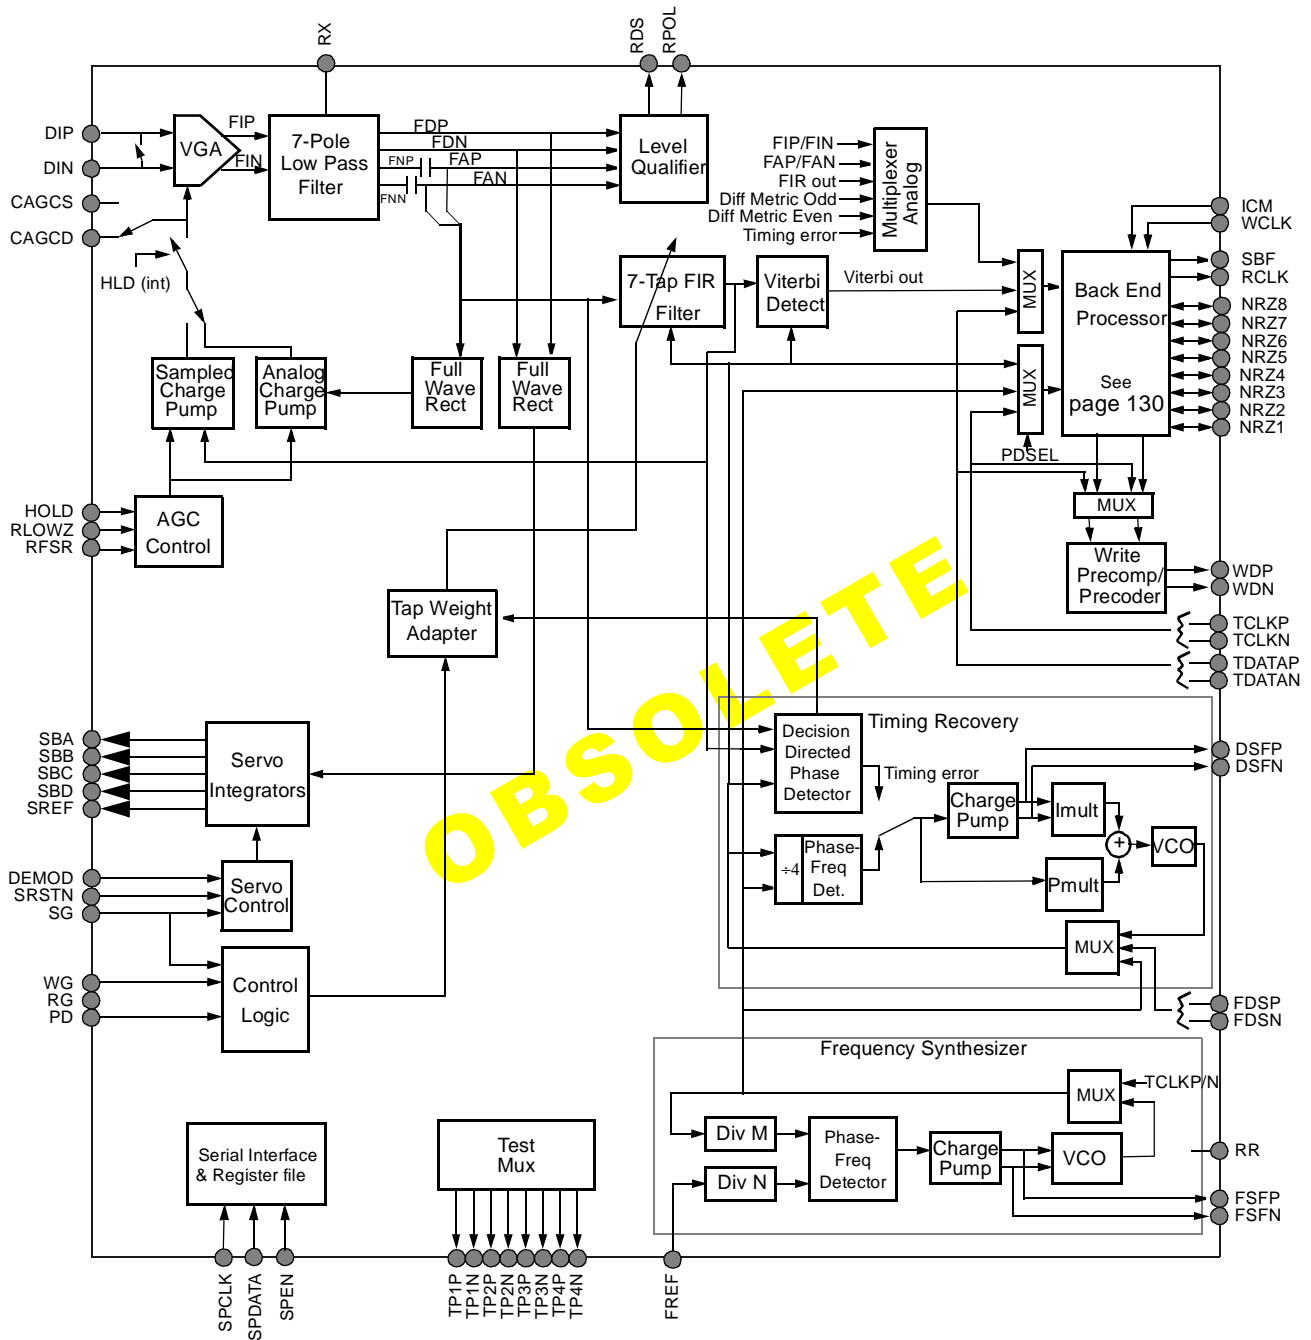 RX
RDS
RPOL
DIP
DIN
CAGCS
CAGCD
VGA
FIP
FIN
7-Pole
Low Pass
Filter
FDP
FDN
FNP
FAP
FNN
FAN
Level
Qualifier
FIP/FIN
FAP/FAN
FIR out
Diff Metric Odd
Diff Metric Even
Timing error
Multiplexer
Analog
ICM
WCLK
SBF
RCLK
NRZ8
NRZ7
NRZ6
NRZ5
NRZ4
NRZ3
NRZ2
NRZ1
HLD (int)
7-Tap FIR
Filter
Viterbi
Detect
Viterbi out
MUX
MUX
PDSEL
Back End
Processor
See
page 130
Sampled
Charge
Pump
Analog
Charge
Pump
Full
Wave
Rect
Full
Wave
Rect
MUX
Write
Precomp/
Precoder
WDP
WDN
TCLKP
TCLKN
TDATAP
TDATAN
HOLD
RLOWZ
RFSR
AGC
Control
Tap Weight
Adapter
OBSOLETE
SBA
SBB
SBC
SBD
SREF
Servo
Integrators
DEMOD
SRSTN
SG
Servo
Control
WG
RG
PD
Control
Logic
Timing Recovery
Decision
Directed
Phase
Detector
Timing error
÷4
Phase-
Freq
Det.
Charge
Pump
Imult
Pmult
+
VCO
MUX
DSFP
DSFN
FDSP
FDSN
Frequency Synthesizer
MUX
TCLKP/N
Div M
Div N
Phase-
Freq
Detector
Charge
Pump
VCO
RR
FSFP
FSFN
Serial Interface
& Register file
Test
Mux
SPCLK
SPDATA
SPEN
TP1P
TP1N
TP2P
TP2N
TP3P
TP3N
TP4P
TP4N
FREF